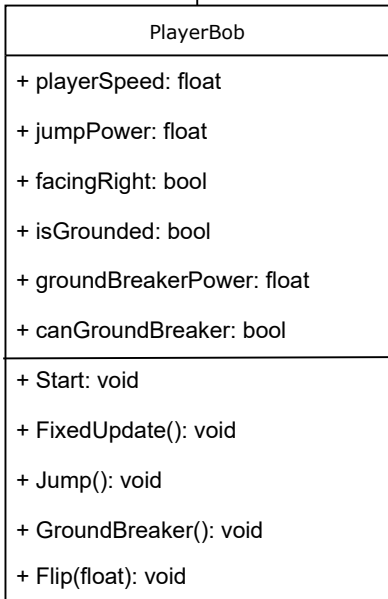 PlayerBob
+ playerSpeed: float
+ jumpPower: float
+ facingRight: bool
+ isGrounded: bool
+ groundBreakerPower: float
+ canGroundBreaker: bool
+ Start: void
+ FixedUpdate(): void
+ Jump(): void
+ GroundBreaker(): void
+ Flip(float): void